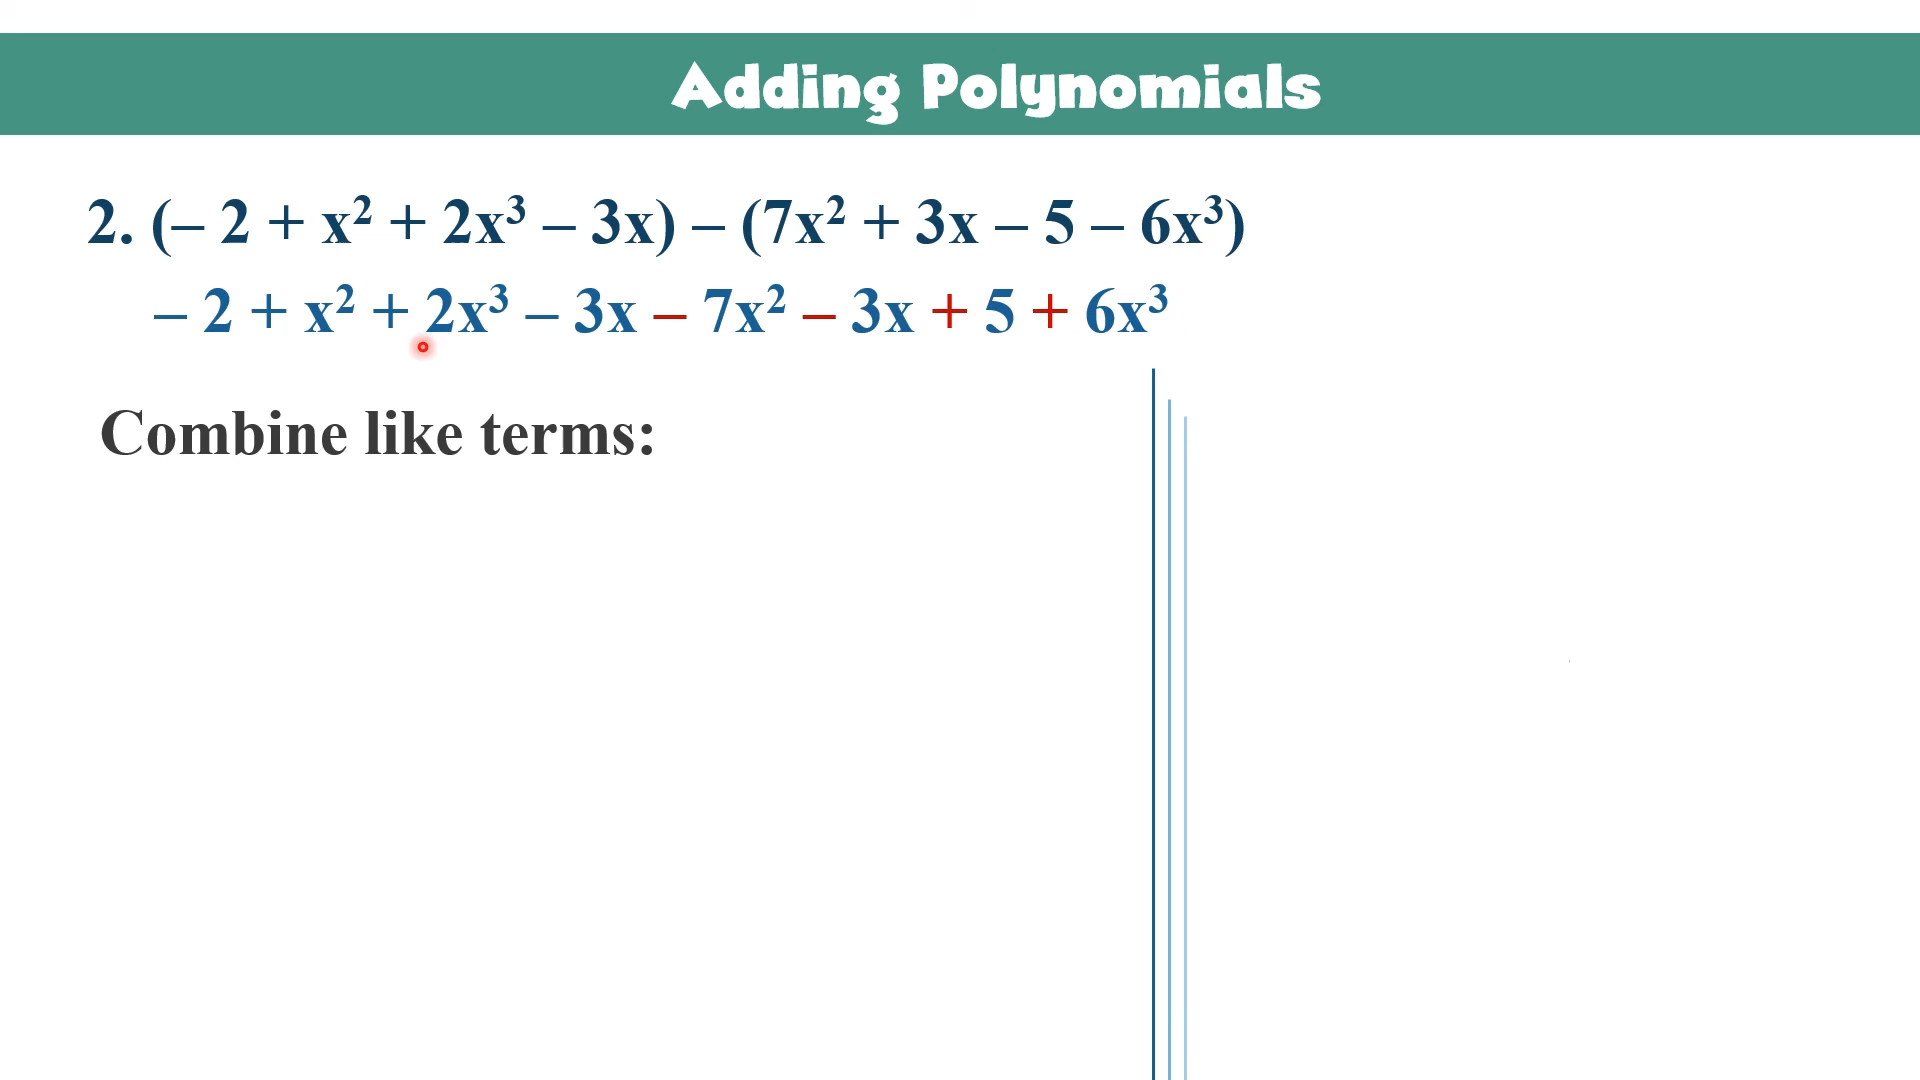 Adding Polynomials
2. (– 2 + x² + 2x³ – 3x) – (7x² + 3x – 5 – 6x³)
– 2 + x² + 2x³ – 3x – 7x² – 3x + 5 + 6x³
Combine like terms: